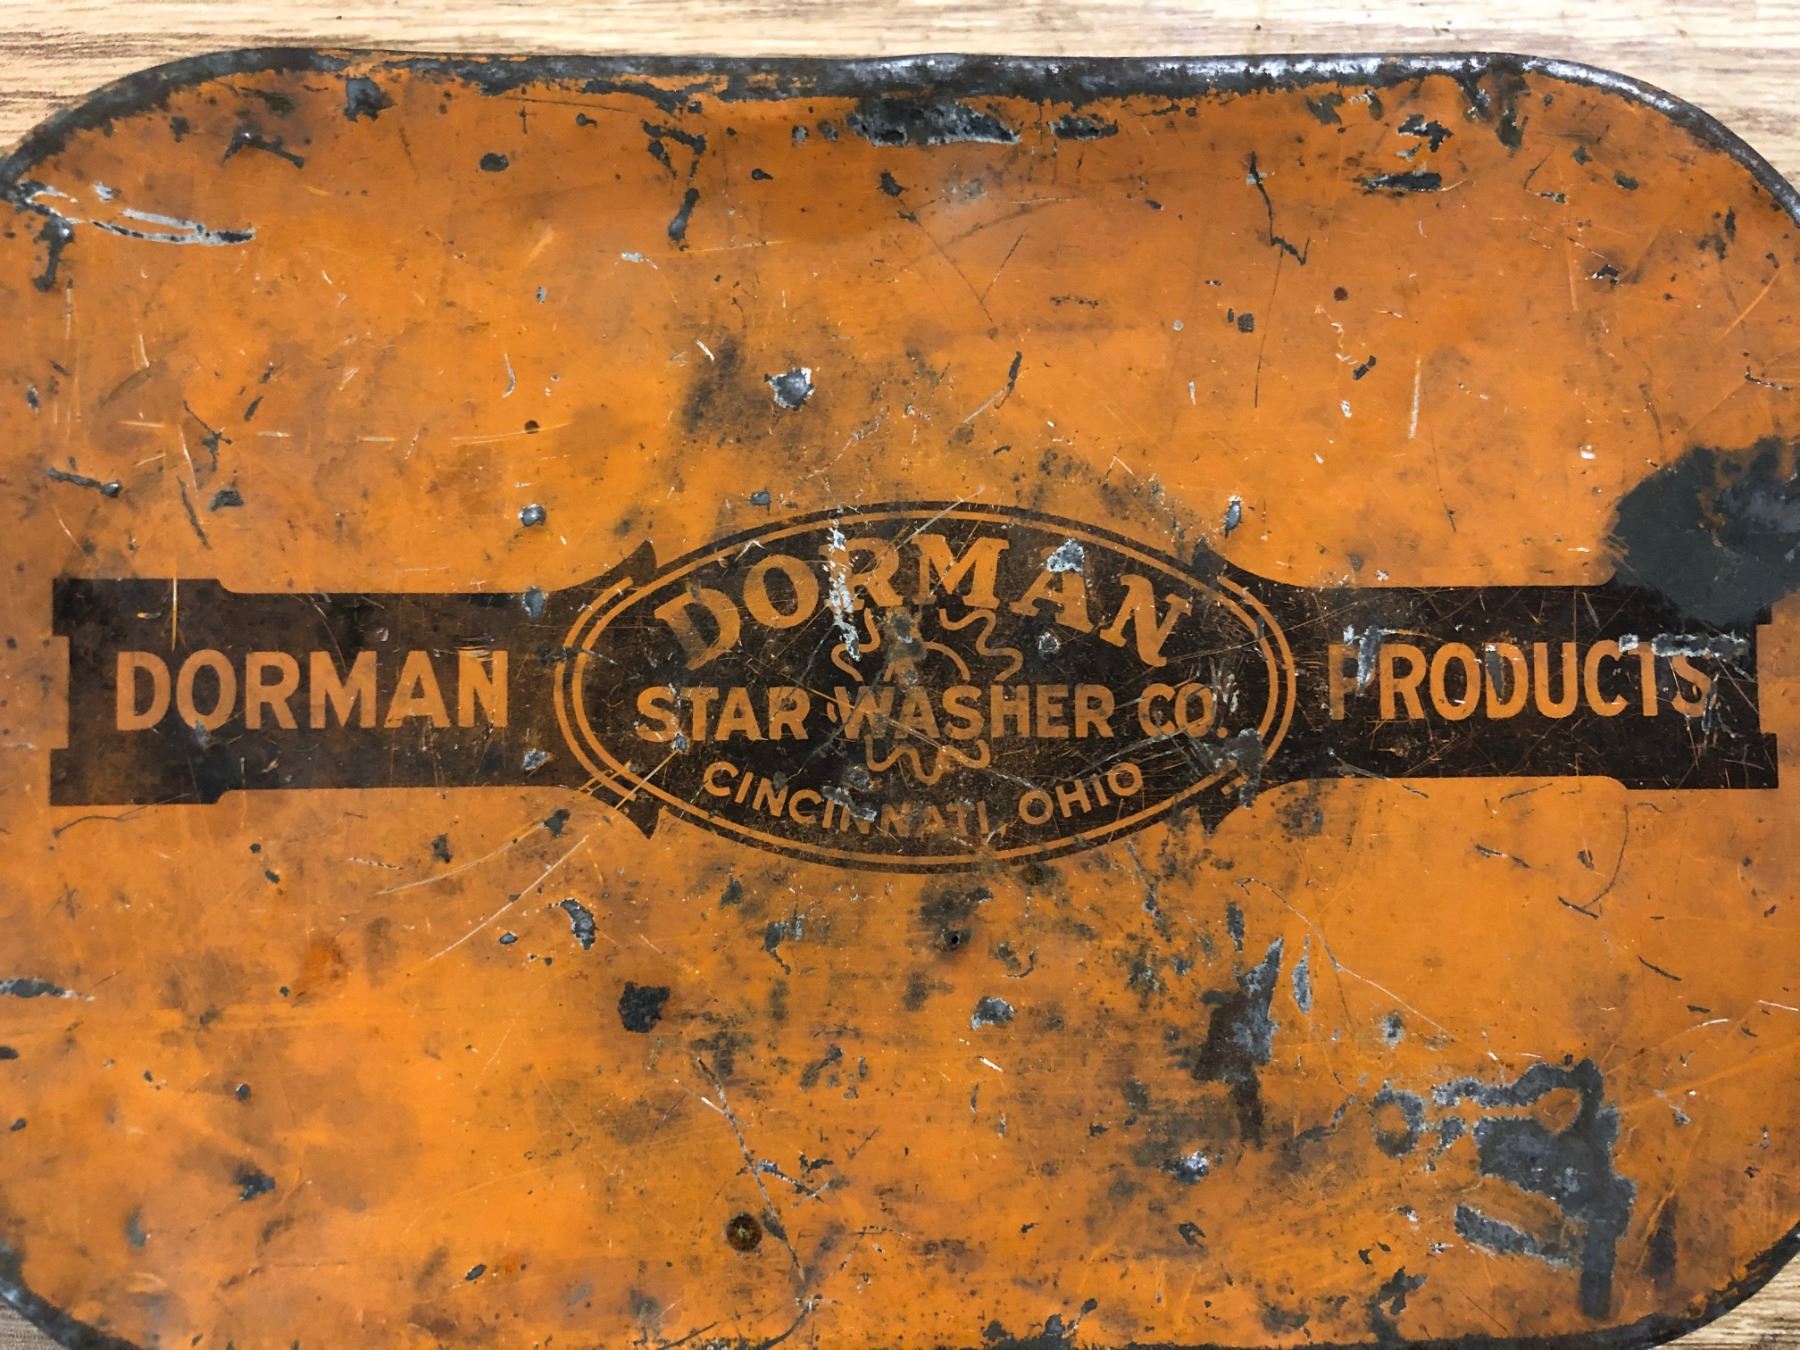 DORMAN
DORMAN
STAR WASHER CO.
CINCINNATI, OHIO
PRODUCTS